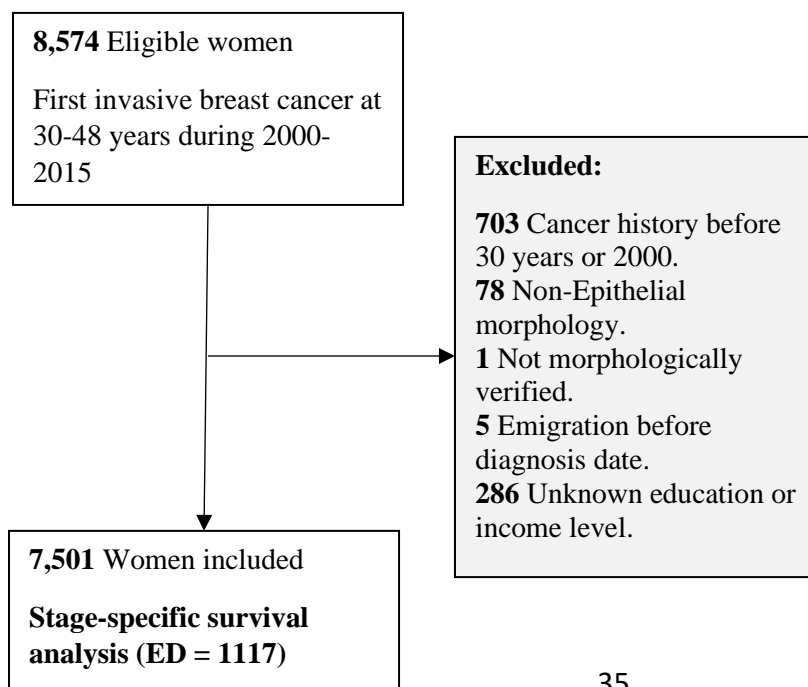 8,574 Eligible women
First invasive breast cancer at
30-48 years during 2000-
2015
Excluded:
703 Cancer history before
30 years or 2000.
78 Non-Epithelial
morphology.
1 Not morphologically
verified.
5 Emigration before
diagnosis date.
286 Unknown education or
income level.
7,501 Women included
Stage-specific survival
analysis (ED = 1117)
35